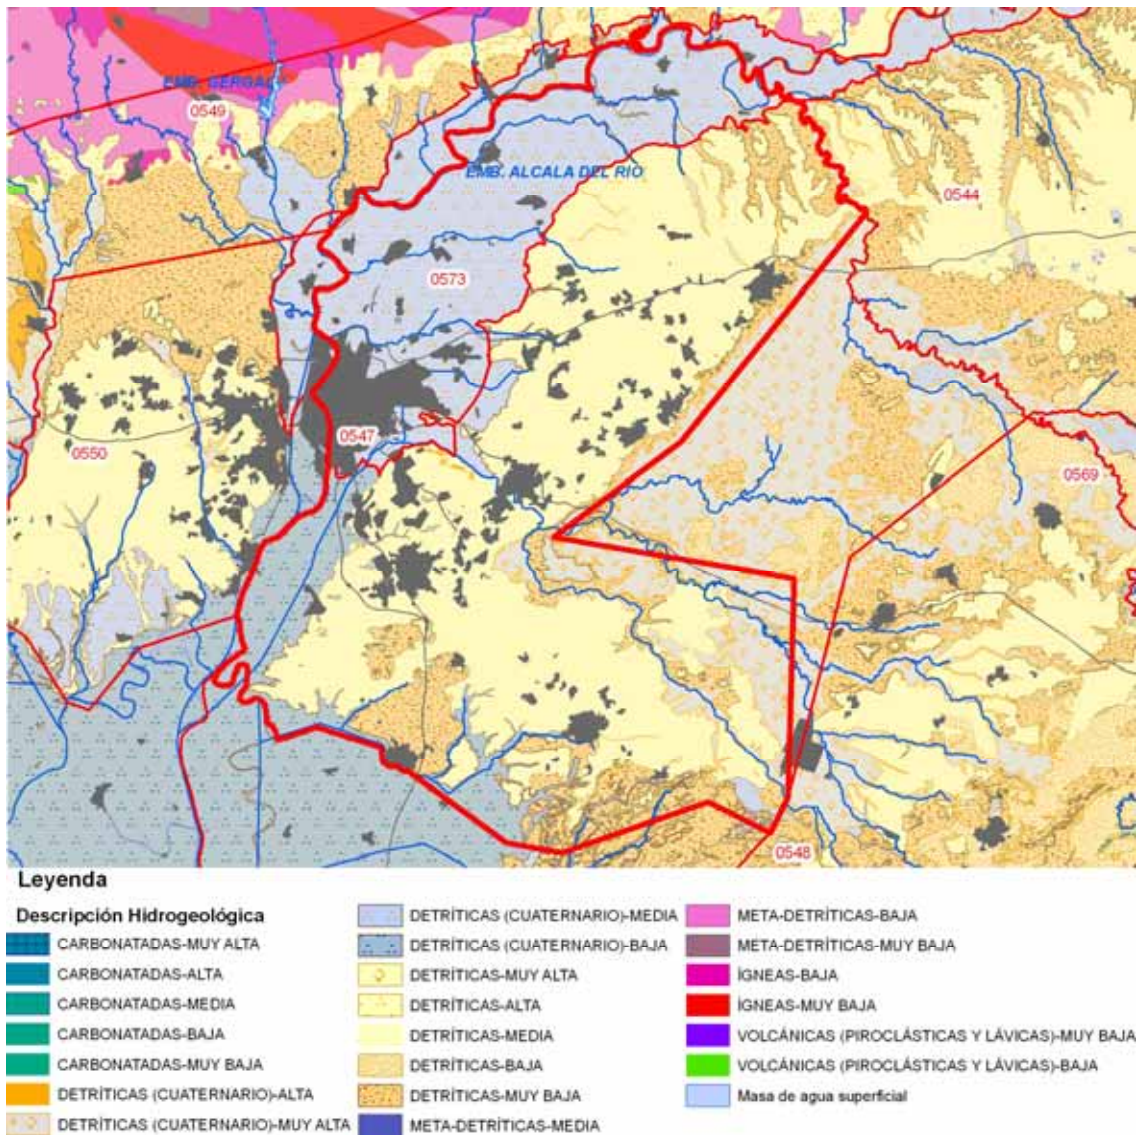 EMB. GERGAL
0549
EMB. ALCALA DEL RÍO
0544
0573
0547
0550
0569
0548
Leyenda
Descripción Hidrogeológica
CARBONATADAS-MUY ALTA
CARBONATADAS-ALTA
CARBONATADAS-MEDIA
CARBONATADAS-BAJA
CARBONATADAS-MUY BAJA
DETRÍTICAS (CUATERNARIO)-ALTA
DETRÍTICAS (CUATERNARIO)-MUY ALTA
DETRÍTICAS (CUATERNARIO)-MEDIA
DETRÍTICAS (CUATERNARIO)-BAJA
DETRÍTICAS-MUY ALTA
DETRÍTICAS-ALTA
DETRÍTICAS-MEDIA
DETRÍTICAS-BAJA
DETRÍTICAS-MUY BAJA
META-DETRÍTICAS-MEDIA
META-DETRÍTICAS-BAJA
META-DETRÍTICAS-MUY BAJA
ÍGNEAS-BAJA
ÍGNEAS-MUY BAJA
VOLCÁNICAS (PIROCLÁSTICAS Y LÁVICAS)-MUY BAJA
VOLCÁNICAS (PIROCLÁSTICAS Y LÁVICAS)-BAJA
Masa de agua superficial